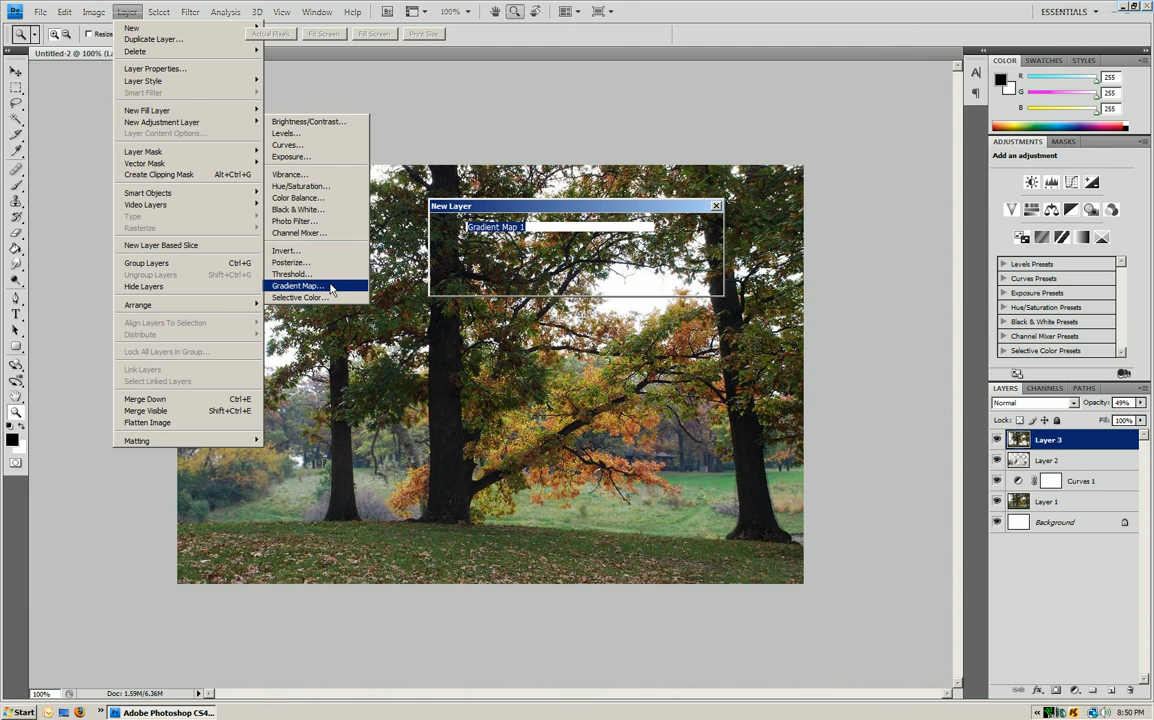 Ps File Edit Image Layer Select Filter Analysis 3D View Window Help Br 100% ESSENTIALS
Resize Actual Pixels Fit Screen Fill Screen Print Size
Untitled-2 @ 100% (La
New
Duplicate Layer...
Delete
Layer Properties...
Layer Style
Smart Filter
New Fill Layer
New Adjustment Layer
Layer Content Options...
Layer Mask
Vector Mask
Create Clipping Mask Alt+Ctrl+G
Smart Objects
Video Layers
Type
Rasterize
New Layer Based Slice
Group Layers Ctrl+G
Ungroup Layers Shift+Ctrl+G
Hide Layers
Arrange
Align Layers To Selection
Distribute
Lock All Layers in Group...
Link Layers
Select Linked Layers
Merge Down Ctrl+E
Merge Visible Shift+Ctrl+E
Flatten Image
Matting
Brightness/Contrast...
Levels...
Curves...
Exposure...
Vibrance...
Hue/Saturation...
Color Balance...
Black & White...
Photo Filter...
Channel Mixer...
Invert...
Posterize...
Threshold...
Gradient Map...
Selective Color...
New Layer
Gradient Map 1
COLOR SWATCHES STYLES
R 255
G 255
B 255
ADJUSTMENTS MASKS
Add an adjustment
Levels Presets
Curves Presets
Exposure Presets
Hue/Saturation Presets
Black & White Presets
Channel Mixer Presets
Selective Color Presets
LAYERS CHANNELS PATHS
Normal Opacity: 49%
Lock: Fill: 100%
Layer 3
Layer 2
Curves 1
Layer 1
Background
100% Doc: 1.59M/6.36M
Start Adobe Photoshop CS4... 8:50 PM